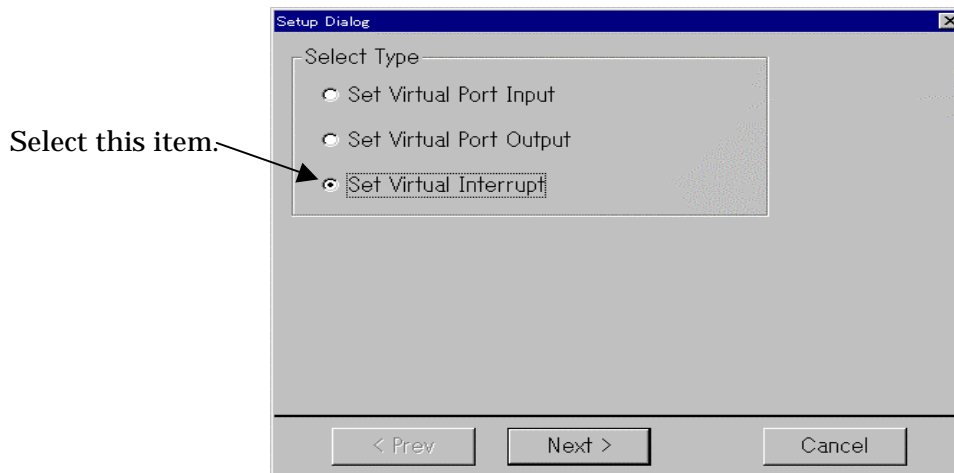 Setup Dialog
Select Type
Set Virtual Port Input
Set Virtual Port Output
Select this item.
Set Virtual Interrupt
< Prev
Next >
Cancel